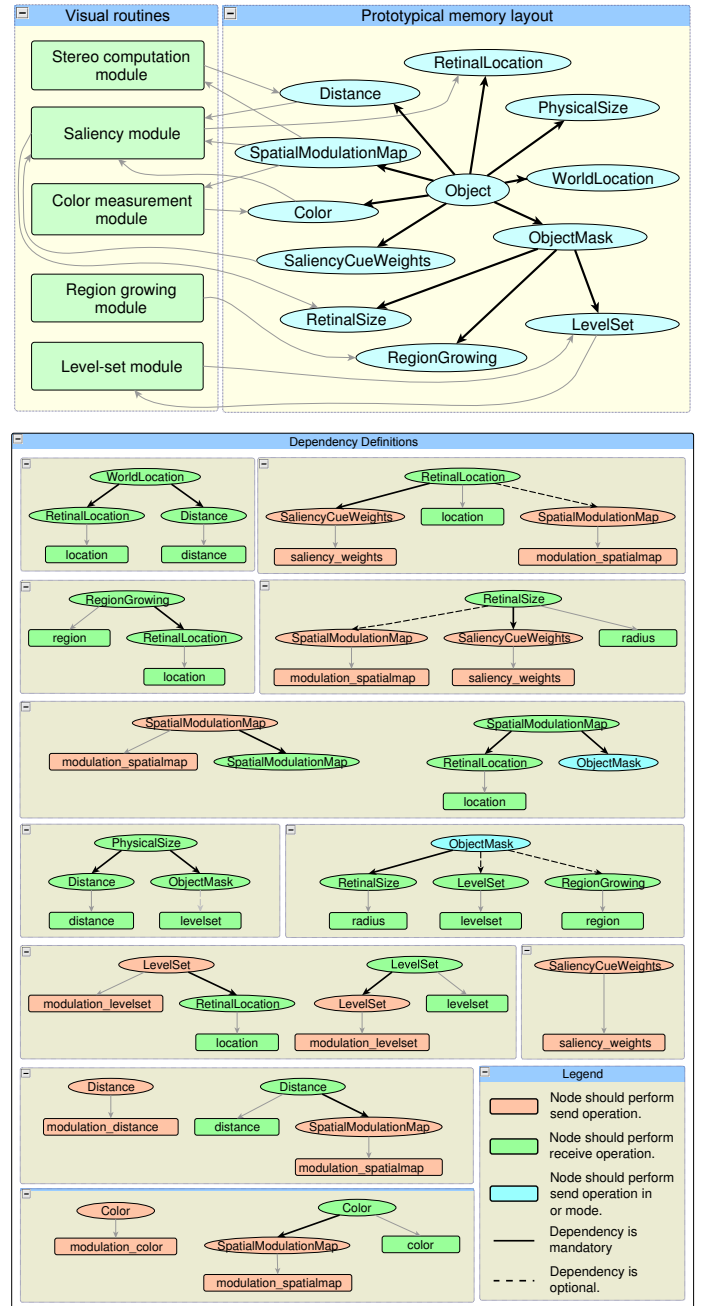 Visual routines
Prototypical memory layout
Stereo computation
module
Saliency module
Color measurement
module
Region growing
module
Level-set module
RetinalLocation
Distance
PhysicalSize
SpatialModulationMap
WorldLocation
Object
Color
ObjectMask
SaliencyCueWeights
RetinalSize
LevelSet
RegionGrowing
Dependency Definitions
WorldLocation
RetinalLocation
Distance
location
distance
RetinalLocation
SaliencyCueWeights
location
SpatialModulationMap
saliency_weights
modulation_spatialmap
RegionGrowing
region
RetinalLocation
location
RetinalSize
SpatialModulationMap
SaliencyCueWeights
radius
modulation_spatialmap
saliency_weights
SpatialModulationMap
modulation_spatialmap
SpatialModulationMap
SpatialModulationMap
RetinalLocation
ObjectMask
location
PhysicalSize
Distance
ObjectMask
distance
levelset
ObjectMask
RetinalSize
LevelSet
RegionGrowing
radius
levelset
region
LevelSet
modulation_levelset
RetinalLocation
location
LevelSet
LevelSet
levelset
modulation_levelset
SaliencyCueWeights
saliency_weights
Distance
modulation_distance
Distance
distance
SpatialModulationMap
modulation_spatialmap
Color
modulation_color
Color
SpatialModulationMap
color
modulation_spatialmap
Legend
Node should perform
send operation.
Node should perform
receive operation.
Node should perform
send operation in
or mode.
Dependency is
mandatory
Dependency is
optional.